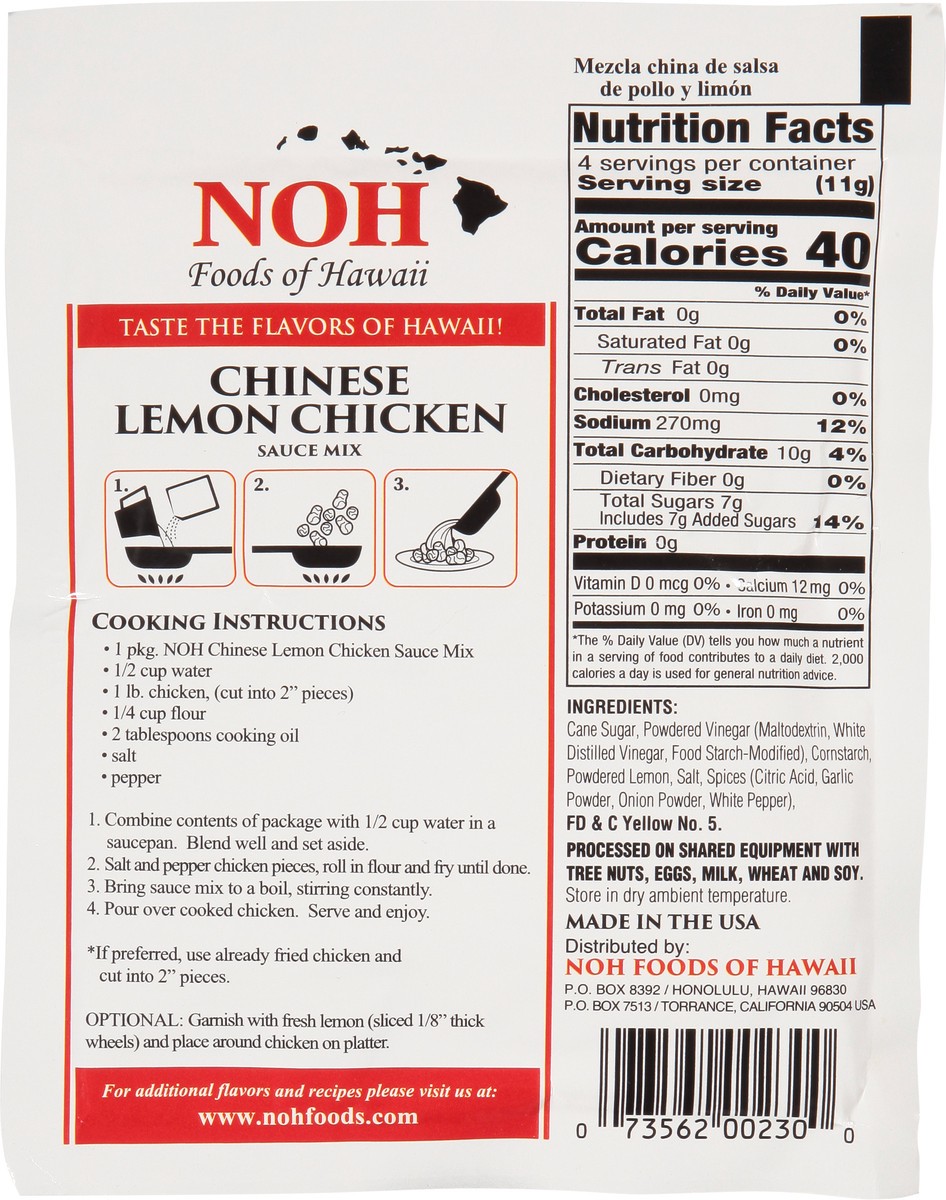 NOH
Foods of Hawaii
TASTE THE FLAVORS OF HAWAII!
CHINESE
LEMON CHICKEN
SAUCE MIX
1.
2.
3.
COOKING INSTRUCTIONS
• 1 pkg. NOH Chinese Lemon Chicken Sauce Mix
• 1/2 cup water
• 1 lb. chicken, (cut into 2” pieces)
• 1/4 cup flour
• 2 tablespoons cooking oil
• salt
• pepper
1. Combine contents of package with 1/2 cup water in a
saucepan. Blend well and set aside.
2. Salt and pepper chicken pieces, roll in flour and fry until done.
3. Bring sauce mix to a boil, stirring constantly.
4. Pour over cooked chicken. Serve and enjoy.
*If preferred, use already fried chicken and
cut into 2” pieces.
OPTIONAL: Garnish with fresh lemon (sliced 1/8” thick
wheels) and place around chicken on platter.
For additional flavors and recipes please visit us at:
www.nohfoods.com
Mezcla china de salsa
de pollo y limón
Nutrition Facts
4 servings per container
Serving size (11g)
Amount per serving
Calories 40
% Daily Value*
Total Fat 0g 0%
Saturated Fat 0g 0%
Trans Fat 0g
Cholesterol 0mg 0%
Sodium 270mg 12%
Total Carbohydrate 10g 4%
Dietary Fiber 0g 0%
Total Sugars 7g
Includes 7g Added Sugars 14%
Protein 0g
Vitamin D 0 mcg 0% • Calcium 12 mg 0%
Potassium 0 mg 0% • Iron 0 mg 0%
*The % Daily Value (DV) tells you how much a nutrient
in a serving of food contributes to a daily diet. 2,000
calories a day is used for general nutrition advice.
INGREDIENTS:
Cane Sugar, Powdered Vinegar (Maltodextrin, White
Distilled Vinegar, Food Starch-Modified), Cornstarch,
Powdered Lemon, Salt, Spices (Citric Acid, Garlic
Powder, Onion Powder, White Pepper),
FD & C Yellow No. 5.
PROCESSED ON SHARED EQUIPMENT WITH
TREE NUTS, EGGS, MILK, WHEAT AND SOY.
Store in dry ambient temperature.
MADE IN THE USA
Distributed by:
NOH FOODS OF HAWAII
P.O. BOX 8392 / HONOLULU, HAWAII 96830
P.O. BOX 7513 / TORRANCE, CALIFORNIA 90504 USA
0 73562 00230 0